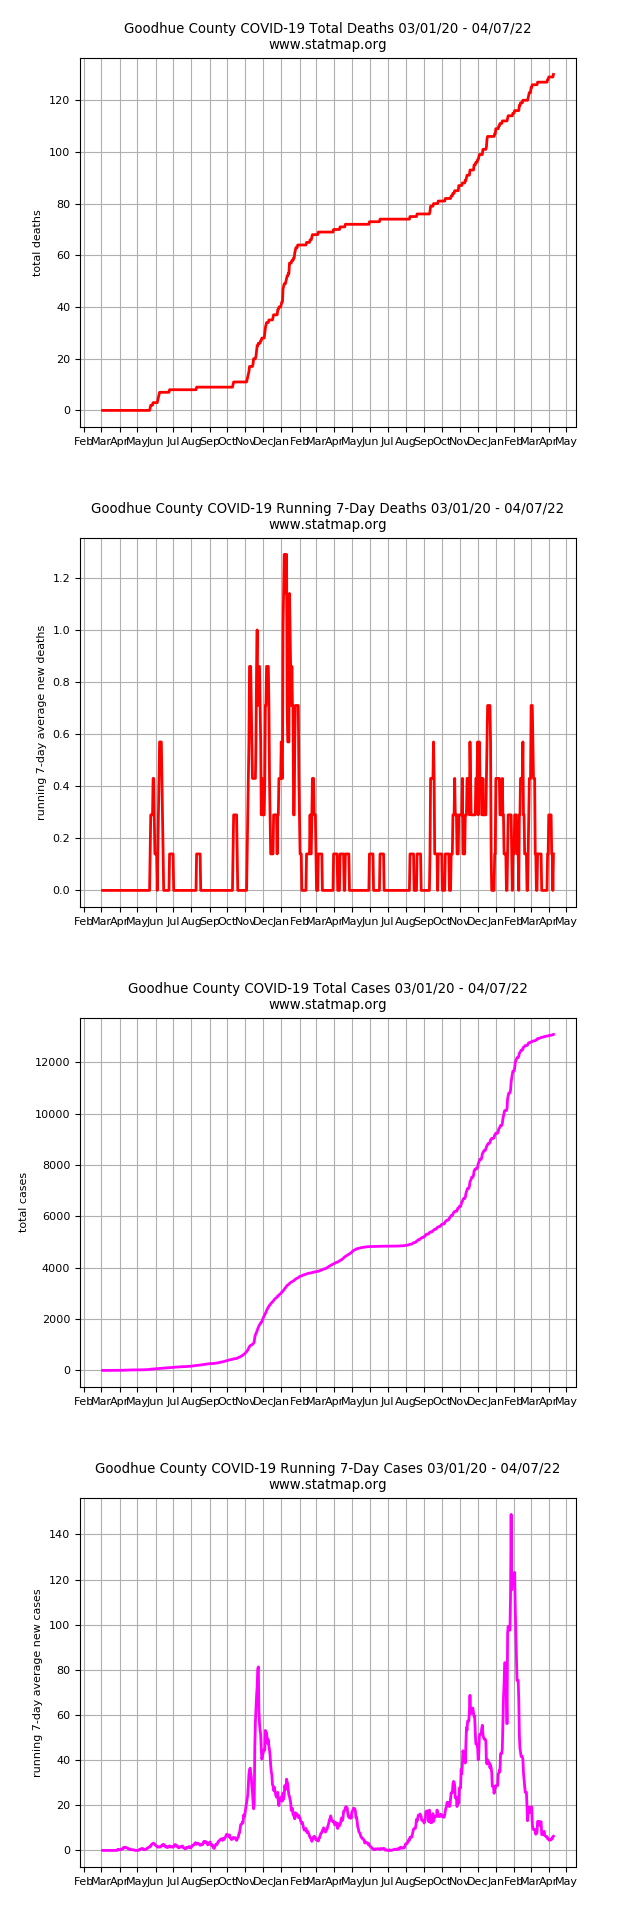 Goodhue County COVID-19 Total Deaths 03/01/20 - 04/07/22
www.statmap.org
120
100
80
60
40
20
0
total deaths
Feb Mar Apr May Jun Jul Aug Sep Oct Nov Dec Jan Feb Mar Apr May Jun Jul Aug Sep Oct Nov Dec Jan Feb Mar Apr May
Goodhue County COVID-19 Running 7-Day Deaths 03/01/20 - 04/07/22
www.statmap.org
1.2
1.0
0.8
0.6
0.4
0.2
0.0
running 7-day average new deaths
Feb Mar Apr May Jun Jul Aug Sep Oct Nov Dec Jan Feb Mar Apr May Jun Jul Aug Sep Oct Nov Dec Jan Feb Mar Apr May
Goodhue County COVID-19 Total Cases 03/01/20 - 04/07/22
www.statmap.org
12000
10000
8000
6000
4000
2000
0
total cases
Feb Mar Apr May Jun Jul Aug Sep Oct Nov Dec Jan Feb Mar Apr May Jun Jul Aug Sep Oct Nov Dec Jan Feb Mar Apr May
Goodhue County COVID-19 Running 7-Day Cases 03/01/20 - 04/07/22
www.statmap.org
140
120
100
80
60
40
20
0
running 7-day average new cases
Feb Mar Apr May Jun Jul Aug Sep Oct Nov Dec Jan Feb Mar Apr May Jun Jul Aug Sep Oct Nov Dec Jan Feb Mar Apr May